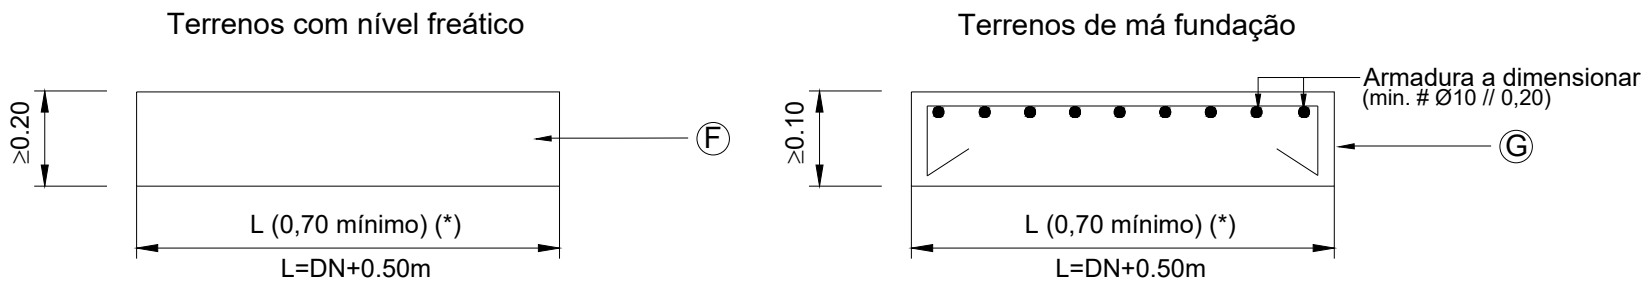 Terrenos com nível freático
≥0.20
F
L (0,70 mínimo) (*)
L=DN+0.50m
Terrenos de má fundação
Armadura a dimensionar
(min. # Ø10 // 0,20)
≥0.10
G
L (0,70 mínimo) (*)
L=DN+0.50m